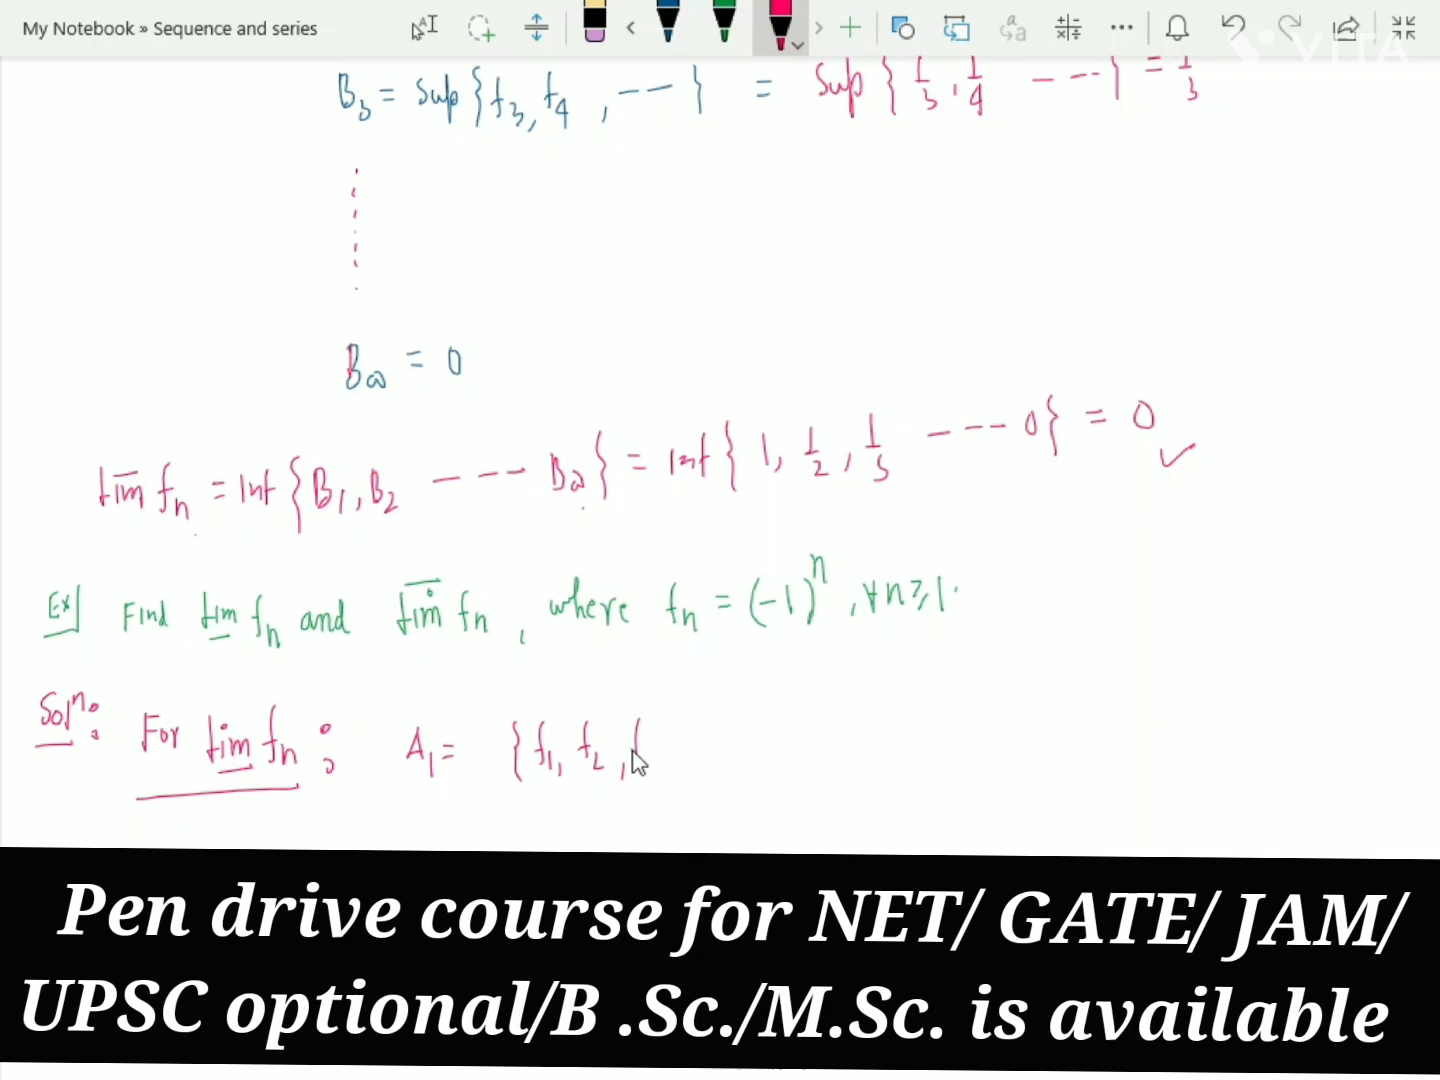 My Notebook » Sequence and series
VITA
B₃ = Sup {f₃, f₄, ---} = Sup {1/3, 1/4 ---} = 1/3
B∞ = 0
lim̅ fₙ = Inf {B₁, B₂ --- B∞} = Inf {1, 1/2, 1/3 ---- 0} = 0 ✓
Ex] Find l̲i̲m̲ fₙ and lim̅ fₙ, where fₙ = (-1)ⁿ, ∀ n ≥ 1.
Solⁿ: For l̲i̲m̲ fₙ : A₁ = {f₁, f₂, f
Pen drive course for NET/ GATE/ JAM/
UPSC optional/B .Sc./M.Sc. is available